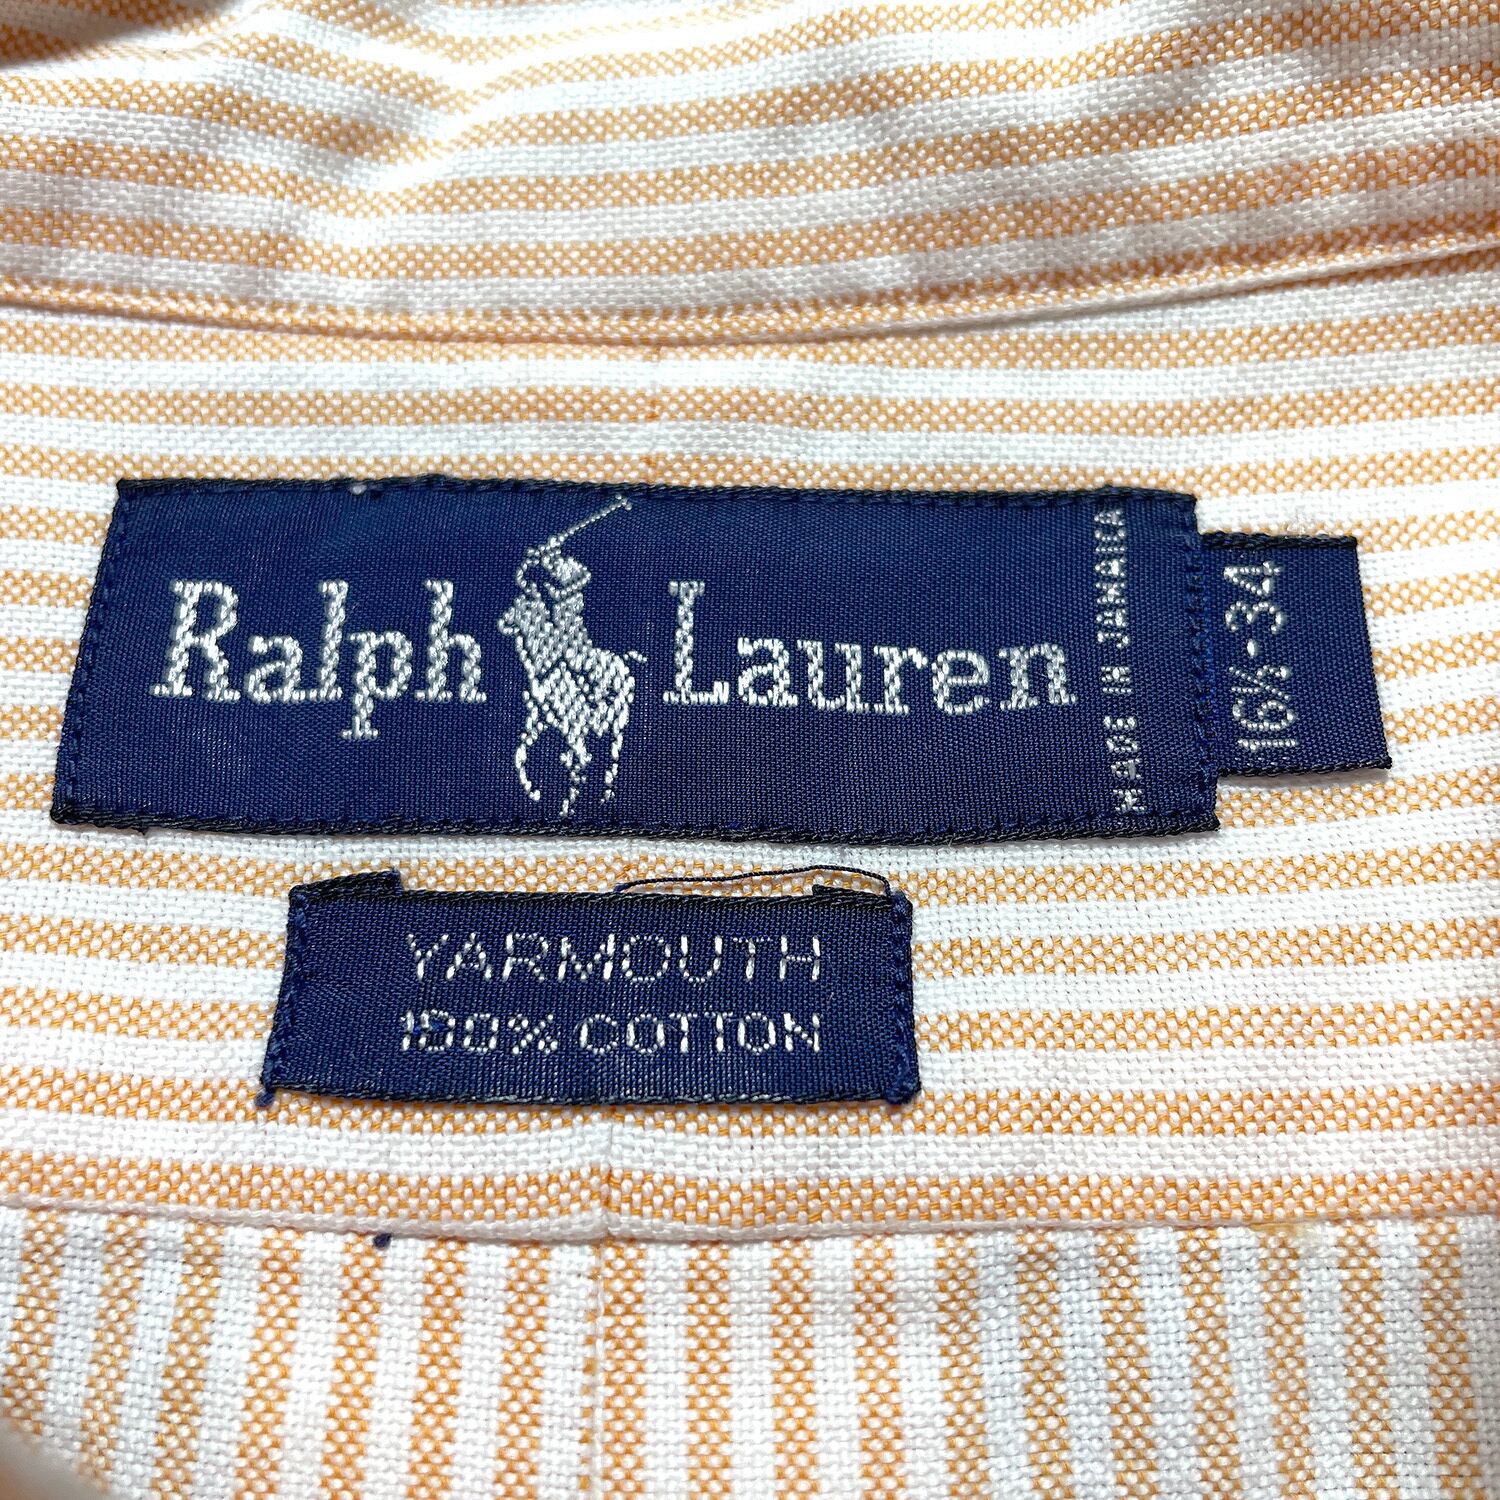 Ralph Lauren
MADE IN JAMAICA
16½-34
YARMOUTH
100% COTTON